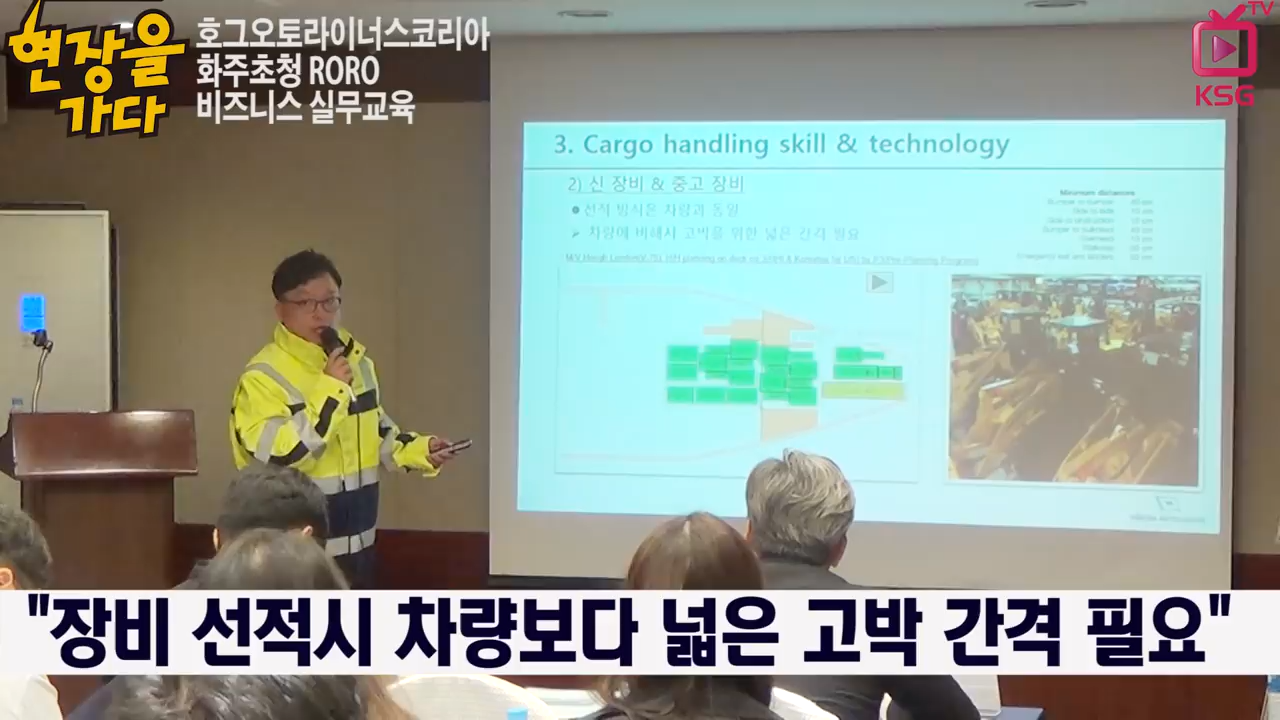 현장을
가다
호그오토라이너스코리아
화주초청 RORO
비즈니스 실무교육
TV
KSG
3. Cargo handling skill & technology
2) 신 장비 & 중고 장비
선적 방식은 차량과 동일
➢ 차량에 비해서 고박을 위한 넓은 간격 필요
Minimum distances
"장비 선적시 차량보다 넓은 고박 간격 필요"